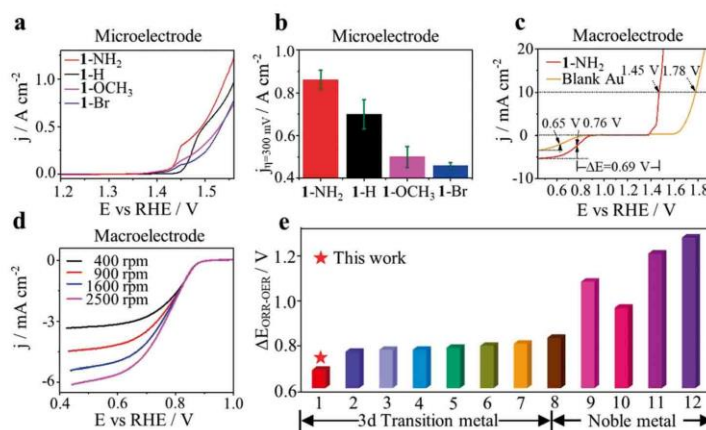 a
Microelectrode
1-NH2
1-H
1-OCH3
1-Br
j / A cm-2
1.0
0.5
0.0
1.2 1.3 1.4 1.5
E vs RHE / V
b
Microelectrode
jη=300 mV / A cm-2
1.0
0.8
0.6
0.4
1-NH2 1-H 1-OCH3 1-Br
c
Macroelectrode
1-NH2
Blank Au
j / mA cm-2
20
10
0
-10
1.45 V
1.78 V
0.65 V
0.76 V
ΔE=0.69 V
0.6 0.8 1.0 1.2 1.4 1.6 1.8
E vs RHE / V
d
Macroelectrode
400 rpm
900 rpm
1600 rpm
2500 rpm
j / mA cm-2
0
-3
-6
0.4 0.6 0.8 1.0
E vs RHE / V
e
★ This work
ΔEORR-OER / V
1.2
1.0
0.8
0.6
1 2 3 4 5 6 7 8 9 10 11 12
3d Transition metal
Noble metal